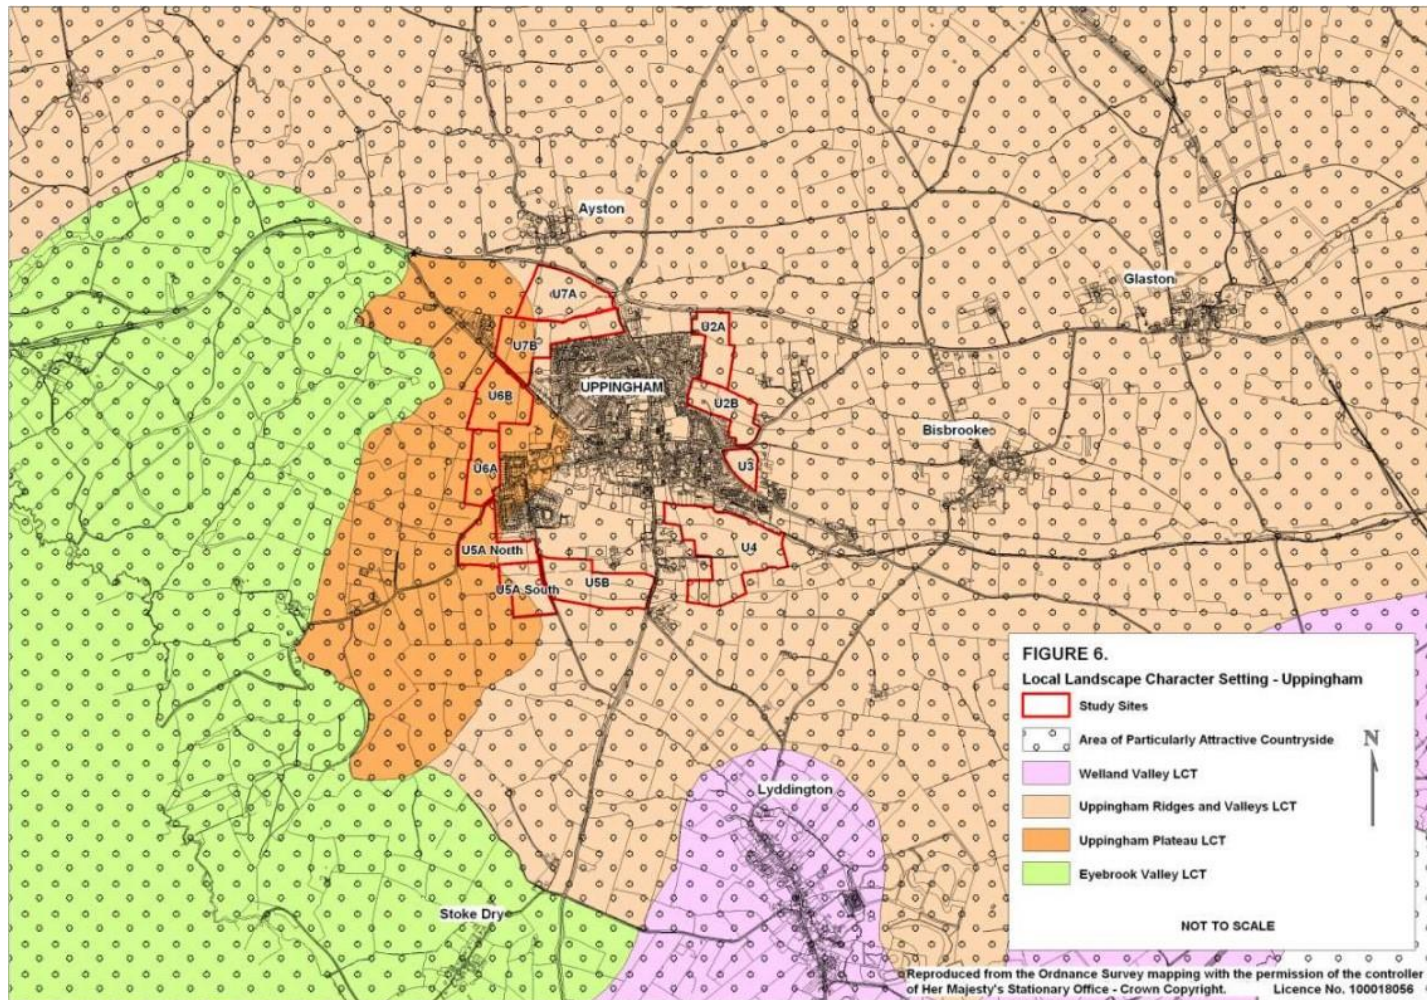 Ayston
Glaston
U7A
U2A
U7B
UPPINGHAM
U6B
U2B
Bisbrooke
U6A
U3
U5A North
U4
U5B
U5A South
FIGURE 6.
Local Landscape Character Setting - Uppingham
Study Sites
Area of Particularly Attractive Countryside
N
Welland Valley LCT
Uppingham Ridges and Valleys LCT
Uppingham Plateau LCT
Eyebrook Valley LCT
NOT TO SCALE
Lyddington
Stoke Dry
Reproduced from the Ordnance Survey mapping with the permission of the controller
of Her Majesty's Stationary Office - Crown Copyright. Licence No. 100018056